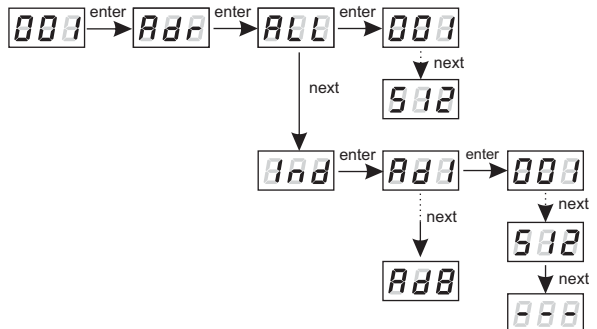 001 enter Adr enter ALL enter 001
next
512
next
Ind enter Ad1 enter 001
next
next
512
Ad8
next
---